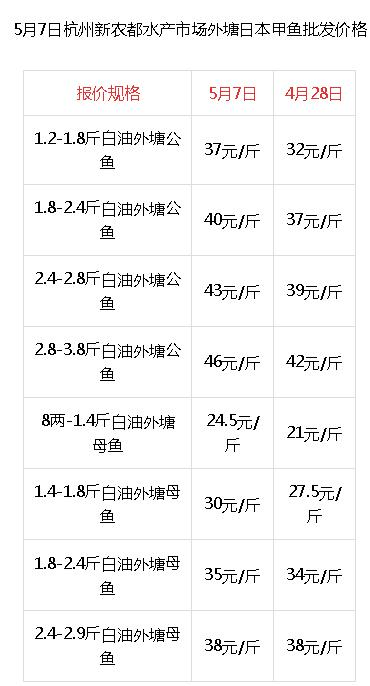 5月7日杭州新农都水产市场外塘日本甲鱼批发价格
报价规格 5月7日 4月28日
1.2-1.8斤白油外塘公
鱼 37元/斤 32元/斤
1.8-2.4斤白油外塘公
鱼 40元/斤 37元/斤
2.4-2.8斤白油外塘公
鱼 43元/斤 39元/斤
2.8-3.8斤白油外塘公
鱼 46元/斤 42元/斤
8两-1.4斤白油外塘
母鱼 24.5元/
斤 21元/斤
1.4-1.8斤白油外塘母
鱼 30元/斤 27.5元/
斤
1.8-2.4斤白油外塘母
鱼 35元/斤 34元/斤
2.4-2.9斤白油外塘母
鱼 38元/斤 38元/斤